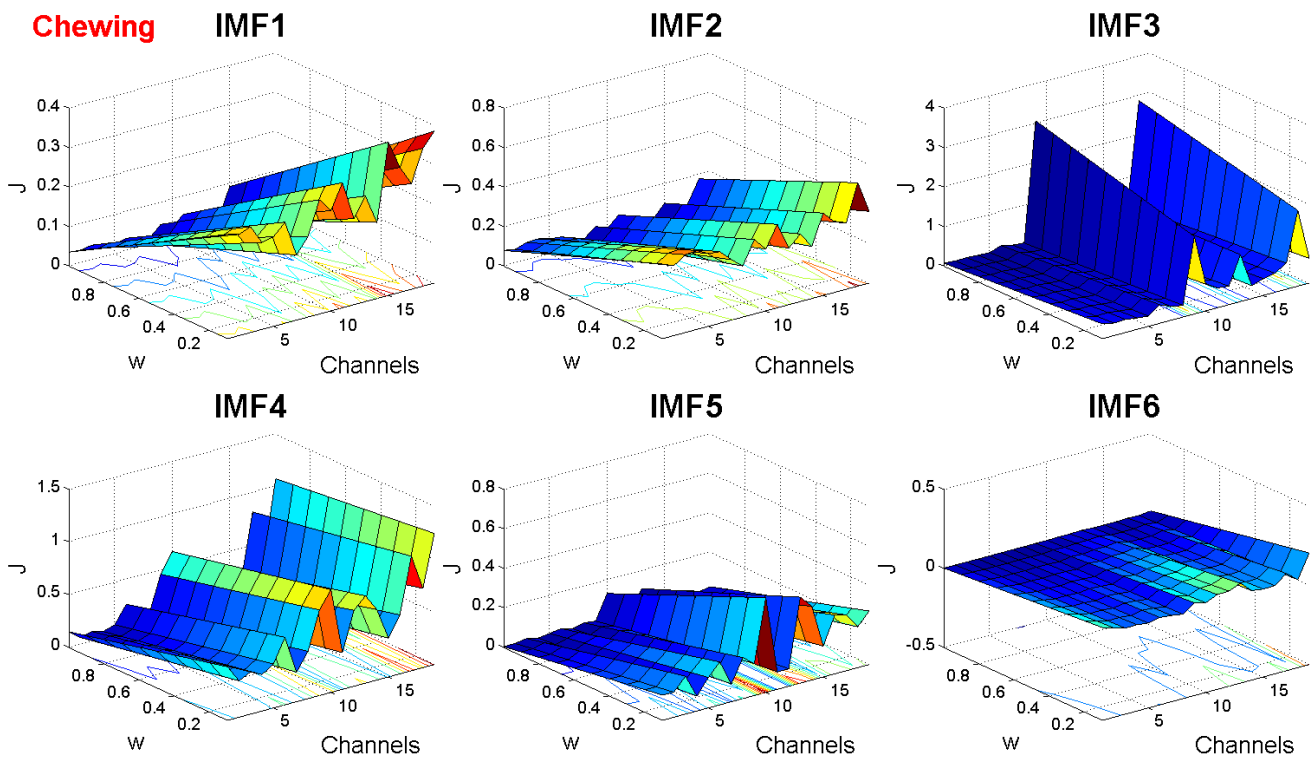 Chewing IMF1 IMF2 IMF3
0.4 0.8 4
0.3 0.6 3
J 0.2 J 0.4 J 2
0.1 0.2 1
0 0 0
0.8 0.8 0.8
0.6 15 0.6 15 0.6 15
0.4 10 0.4 10 0.4 10
0.2 5 0.2 5 0.2 5
w Channels w Channels w Channels
IMF4 IMF5 IMF6
1.5 0.8 0.5
0.6
J 1 J 0.4 J 0
0.5 0.2
0 0 -0.5
0.8 0.8 0.8
0.6 15 0.6 15 0.6 15
0.4 10 0.4 10 0.4 10
0.2 5 0.2 5 0.2 5
w Channels w Channels w Channels